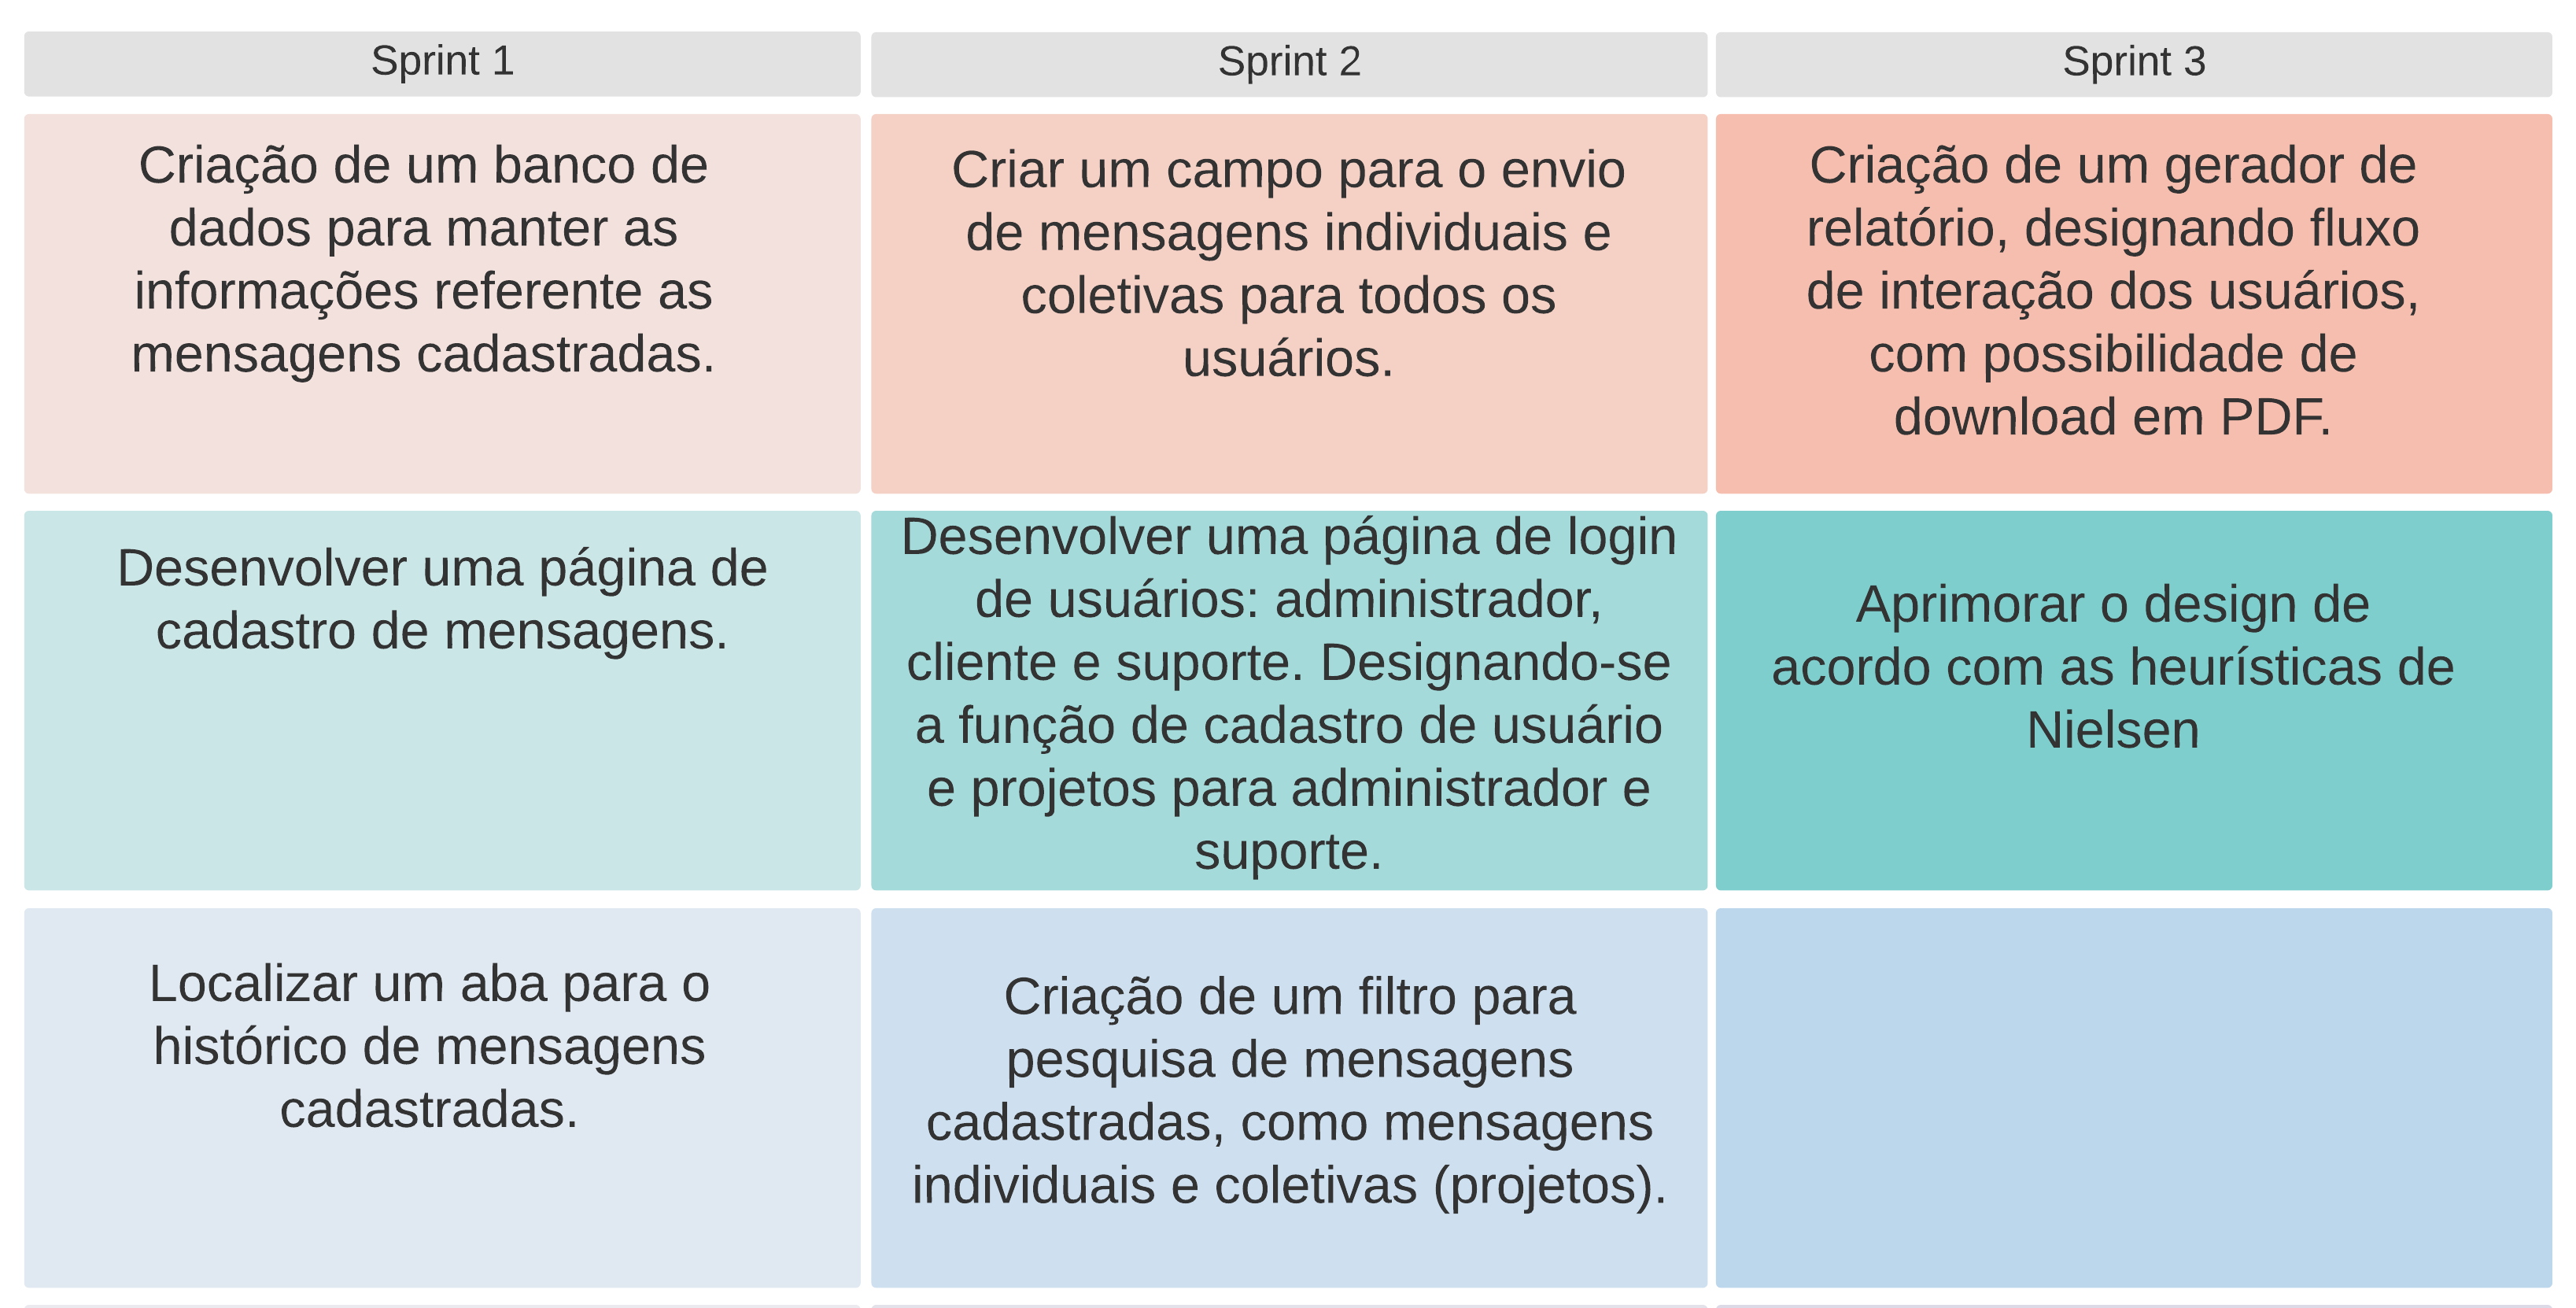 Sprint 1
Sprint 2
Sprint 3
Criação de um banco de
dados para manter as
informações referente as
mensagens cadastradas.
Criar um campo para o envio
de mensagens individuais e
coletivas para todos os
usuários.
Criação de um gerador de
relatório, designando fluxo
de interação dos usuários,
com possibilidade de
download em PDF.
Desenvolver uma página de
cadastro de mensagens.
Desenvolver uma página de login
de usuários: administrador,
cliente e suporte. Designando-se
a função de cadastro de usuário
e projetos para administrador e
suporte.
Aprimorar o design de
acordo com as heurísticas de
Nielsen
Localizar um aba para o
histórico de mensagens
cadastradas.
Criação de um filtro para
pesquisa de mensagens
cadastradas, como mensagens
individuais e coletivas (projetos).